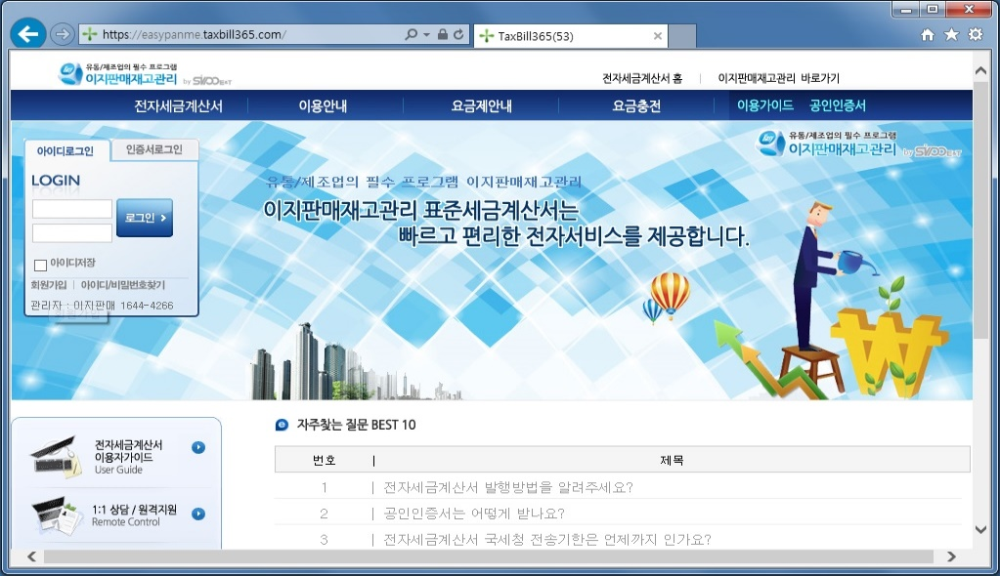 https://easypanme.taxbill365.com/
TaxBill365(53)
유통/제조업의 필수 프로그램
이지판매재고관리 by
전자세금계산서 홈 | 이지판매재고관리 바로가기
전자세금계산서 이용안내 요금제안내 요금충전 이용가이드 공인인증서
유통/제조업의 필수 프로그램
이지판매재고관리 by
아이디로그인 인증서로그인
LOGIN
로그인
아이디저장
회원가입 | 아이디/비밀번호찾기
관리자 : 이지판매 1644-4266
유통/제조업의 필수 프로그램 이지판매재고관리
이지판매재고관리 표준세금계산서는
빠르고 편리한 전자서비스를 제공합니다.
전자세금계산서
이용자가이드
User Guide
1:1 상담 / 원격지원
Remote Control
자주찾는 질문 BEST 10
번호 | 제목
1 | 전자세금계산서 발행방법을 알려주세요?
2 | 공인인증서는 어떻게 받나요?
3 | 전자세금계산서 국세청 전송기한은 언제까지 인가요?